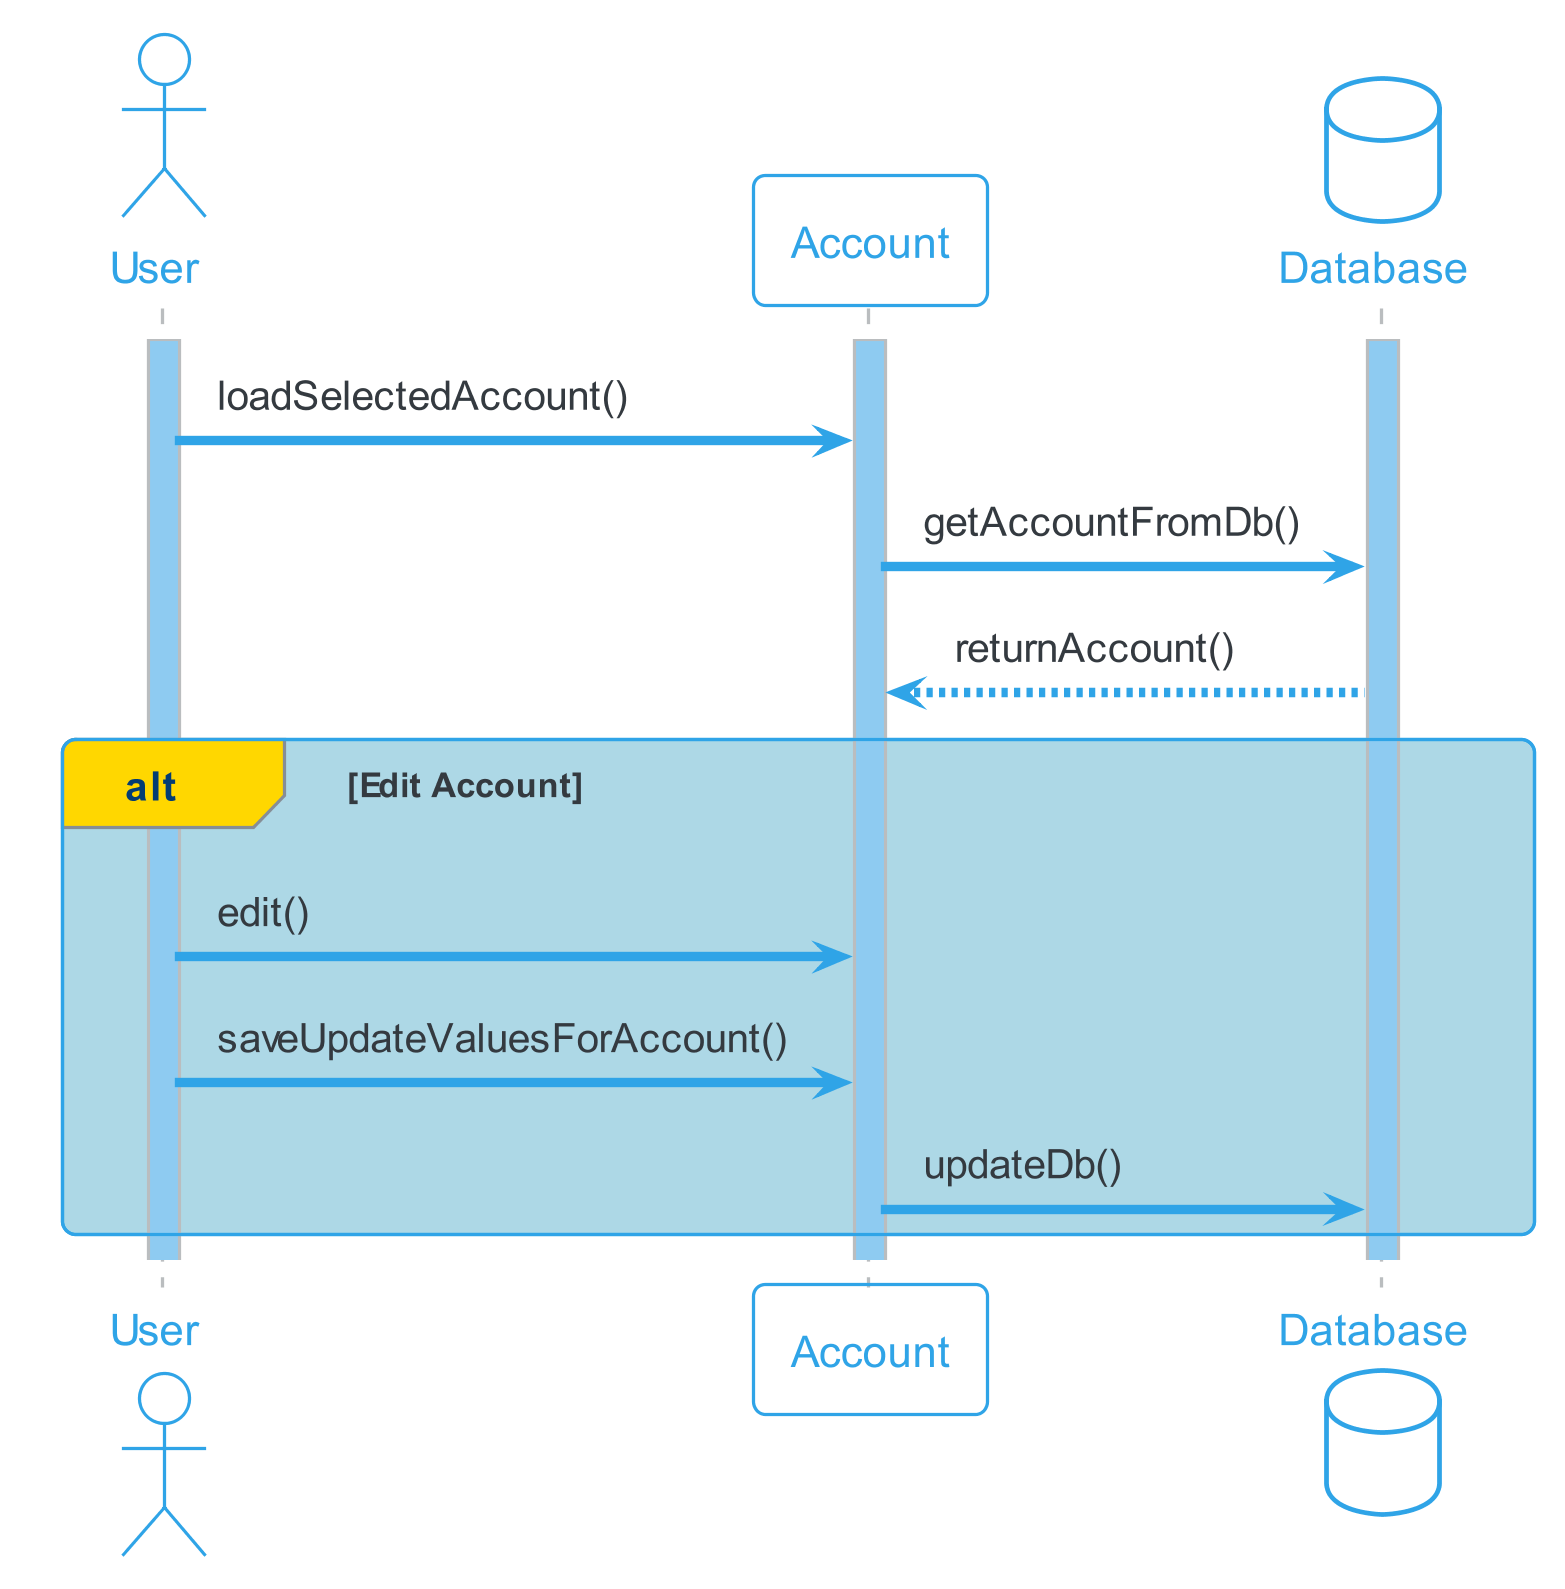 User
Account
Database
loadSelectedAccount()
getAccountFromDb()
returnAccount()
alt
[Edit Account]
edit()
saveUpdateValuesForAccount()
updateDb()
User
Account
Database